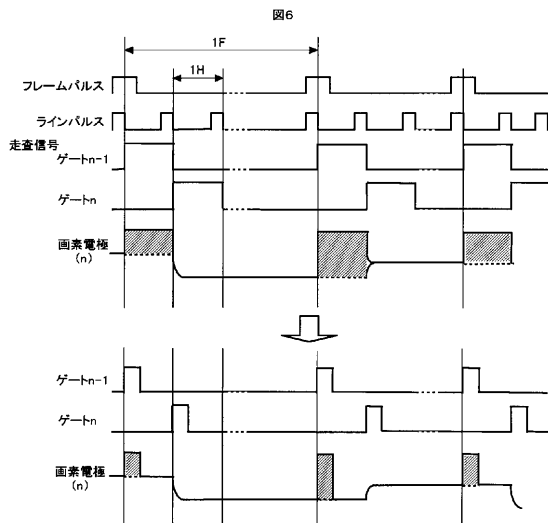 図6
1F
1H
フレームパルス
ラインパルス
走査信号
ゲートn-1
ゲートn
画素電極
(n)
ゲートn-1
ゲートn
画素電極
(n)